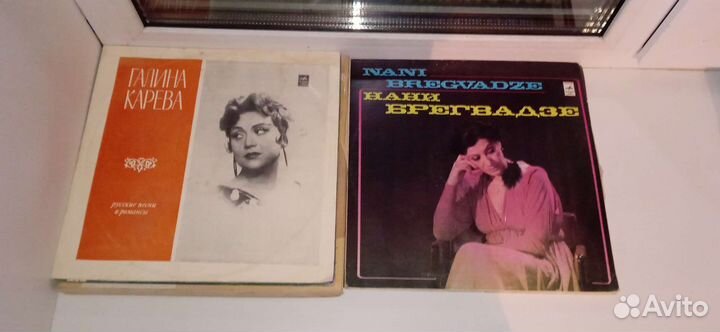 ГАЛИНА
КАРЕВА
русские песни
и романсы
NANI
BREGVADZE
НАНИ
БРЕГВАДЗЕ
Avito